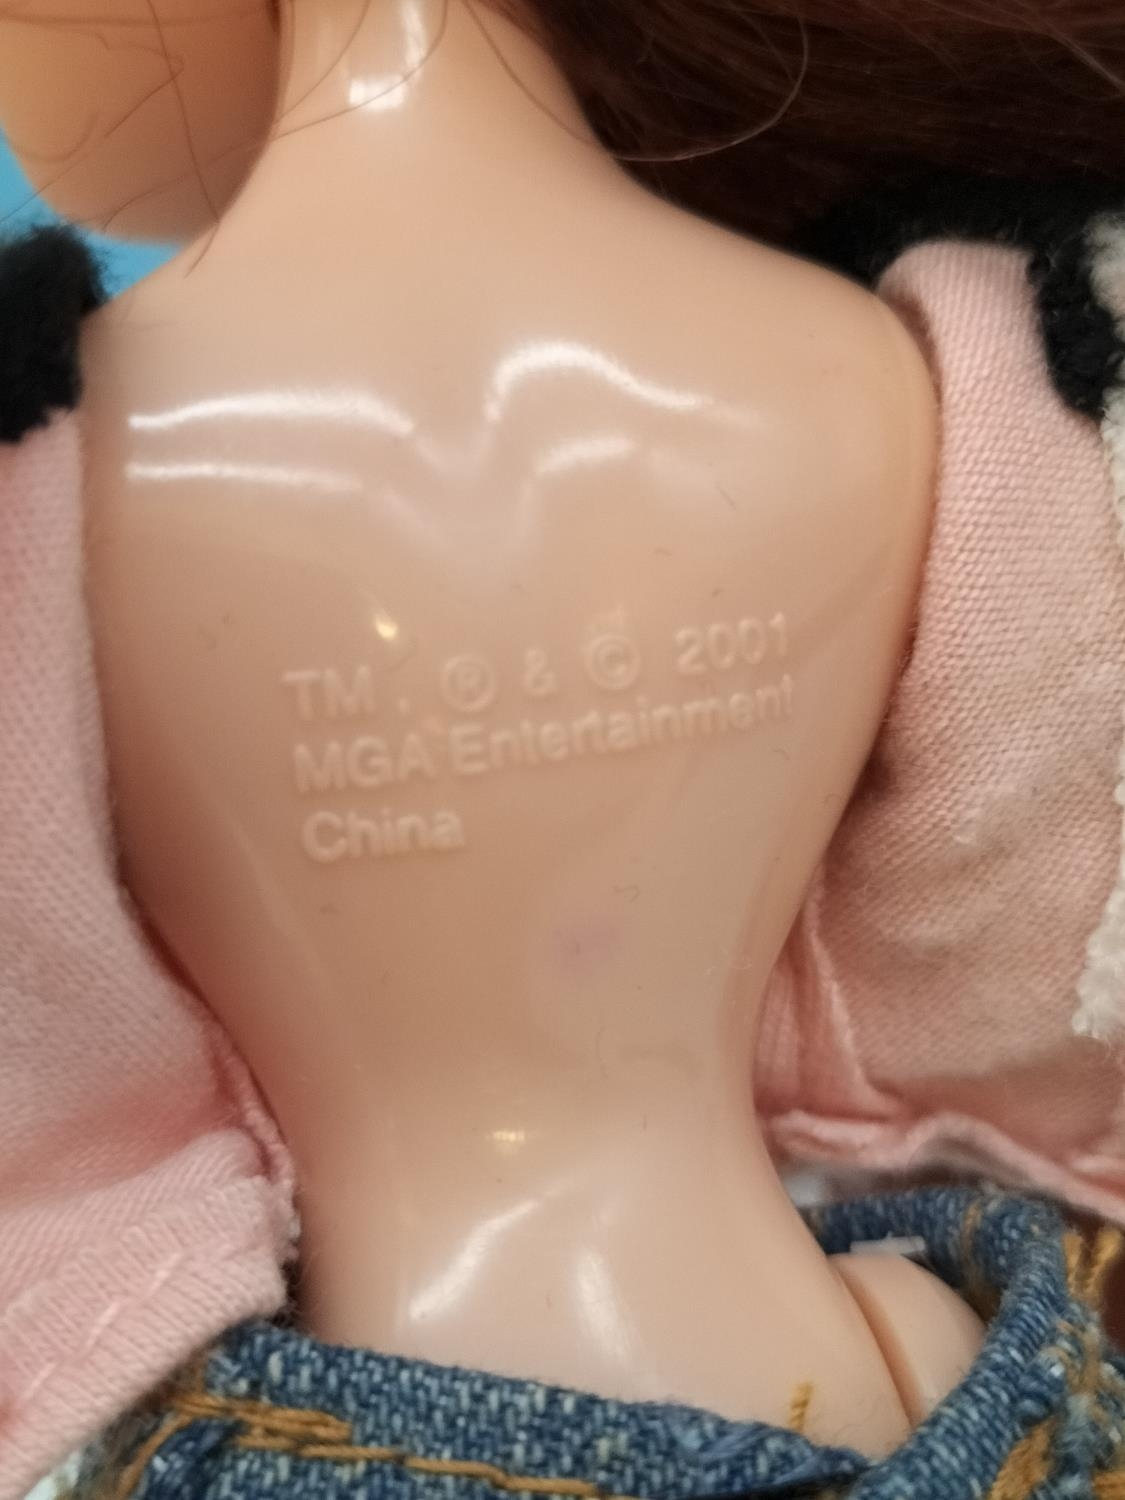 TM , ® & © 2001
MGA Entertainment
China